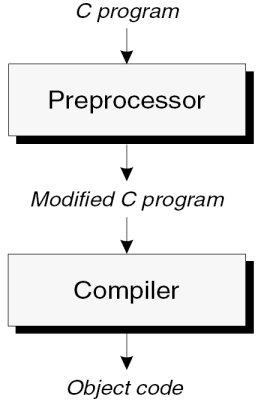 C program
Preprocessor
Modified C program
Compiler
Object code